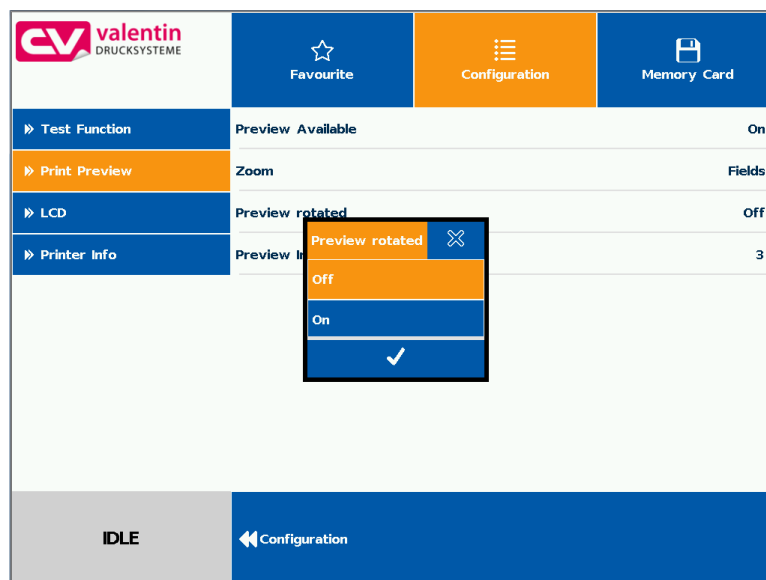 valentin
DRUCKSYSTEME
Favourite
Configuration
Memory Card
Test Function
Preview Available On
Print Preview
Zoom Fields
LCD
Preview rotated Off
Printer Info
Preview 3
Preview rotated
Off
On
IDLE
Configuration